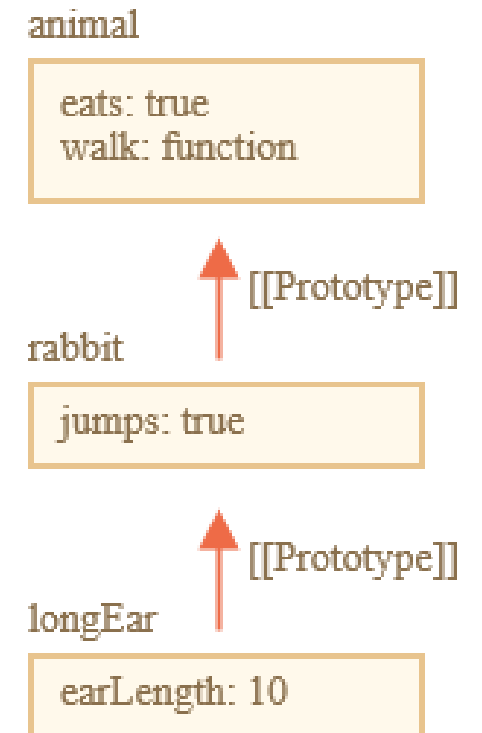 animal
eats: true
walk: function
[[Prototype]]
rabbit
jumps: true
[[Prototype]]
longEar
earLength: 10